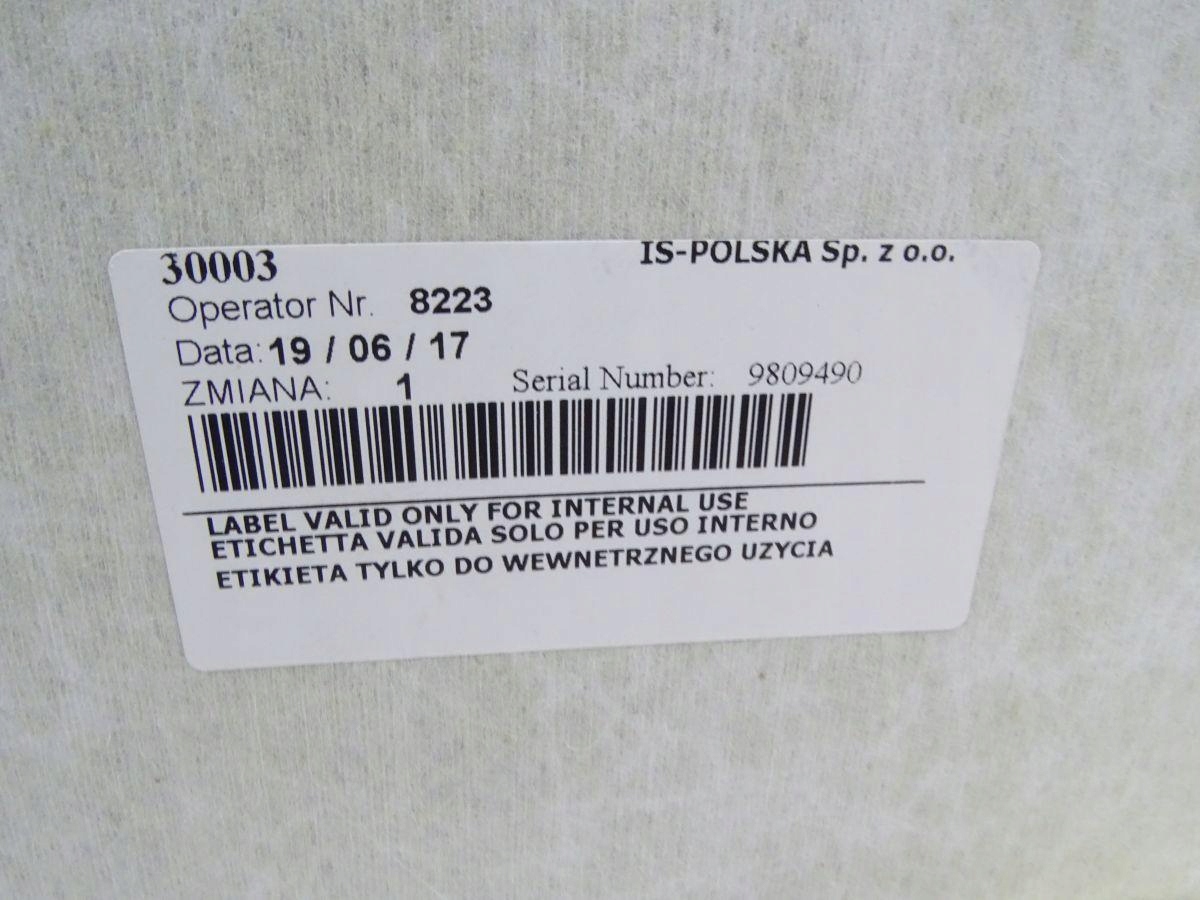 30003 IS-POLSKA Sp. z o.o.
Operator Nr. 8223
Data: 19 / 06 / 17
ZMIANA: 1 Serial Number: 9809490
LABEL VALID ONLY FOR INTERNAL USE
ETICHETTA VALIDA SOLO PER USO INTERNO
ETIKIETA TYLKO DO WEWNETRZNEGO UZYCIA